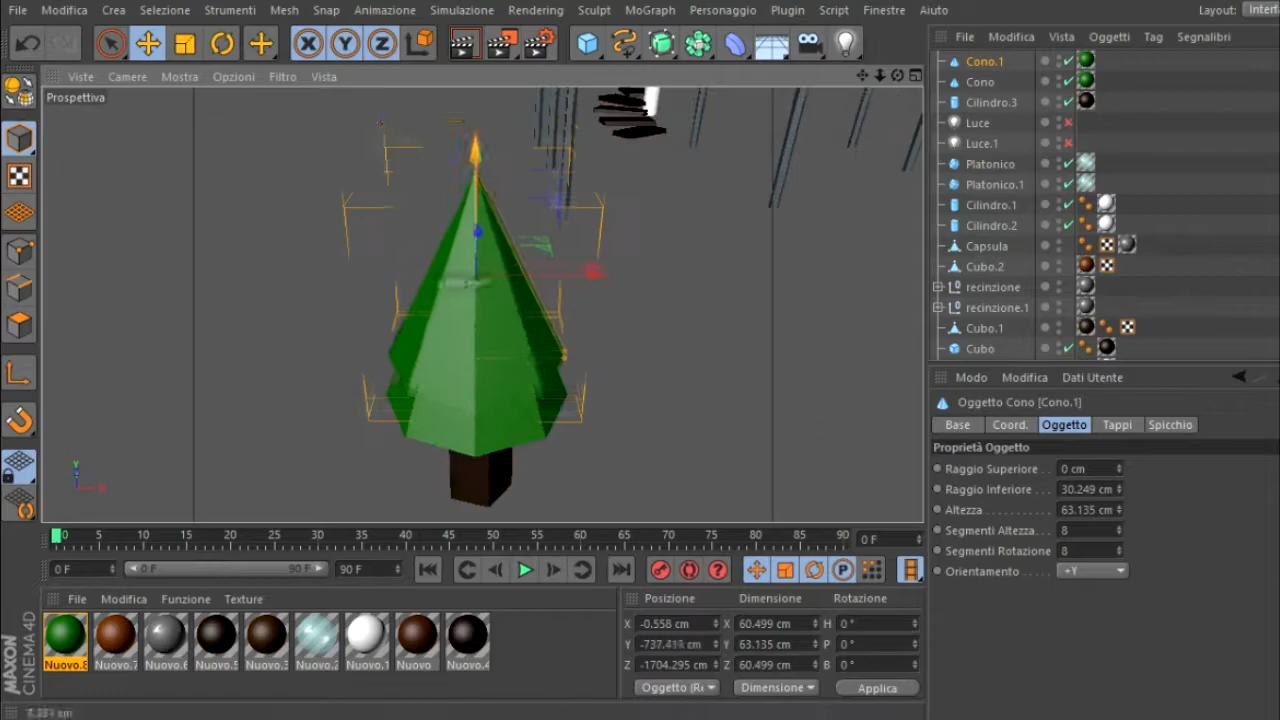 File Modifica Crea Selezione Strumenti Mesh Snap Animazione Simulazione Rendering Sculpt MoGraph Personaggio Plugin Script Finestre Aiuto Layout: Interf
File Modifica Vista Oggetti Tag Segnalibri
Viste Camere Mostra Opzioni Filtro Vista
Prospettiva
Cono.1
Cono
Cilindro.3
Luce
Luce.1
Platonico
Platonico.1
Cilindro.1
Cilindro.2
Capsula
Cubo.2
recinzione
recinzione.1
Cubo.1
Cubo
Modo Modifica Dati Utente
Oggetto Cono [Cono.1]
Base Coord. Oggetto Tappi Spicchio
Proprietà Oggetto
Raggio Superiore . . 0 cm
Raggio Inferiore . . . 30.249 cm
Altezza . . . . . . . . . . 63.135 cm
Segmenti Altezza. . 8
Segmenti Rotazione 8
Orientamento . . . . . +Y
Y
X
0 5 10 15 20 25 30 35 40 45 50 55 60 65 70 75 80 85 90 0 F
0 F 0 F 90 F 90 F
File Modifica Funzione Texture
Nuovo.8 Nuovo.7 Nuovo.6 Nuovo.5 Nuovo.3 Nuovo.2 Nuovo.1 Nuovo Nuovo.4
Posizione Dimensione Rotazione
X -0.558 cm X 60.499 cm H 0 °
Y cm Y 63.135 cm P 0 °
Z -1704.295 cm Z 60.499 cm B 0 °
Oggetto (R Dimensione Applica
MAXON
CINEMA 4D